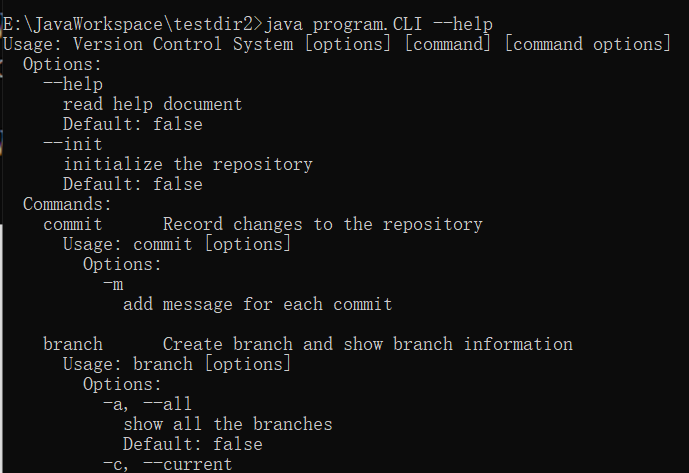 E:\JavaWorkspace\testdir2>java program.CLI --help
Usage: Version Control System [options] [command] [command options]
  Options:
    --help
      read help document
      Default: false
    --init
      initialize the repository
      Default: false
  Commands:
    commit      Record changes to the repository
      Usage: commit [options]
        Options:
          -m
            add message for each commit

    branch      Create branch and show branch information
      Usage: branch [options]
        Options:
          -a, --all
            show all the branches
            Default: false
          -c, --current